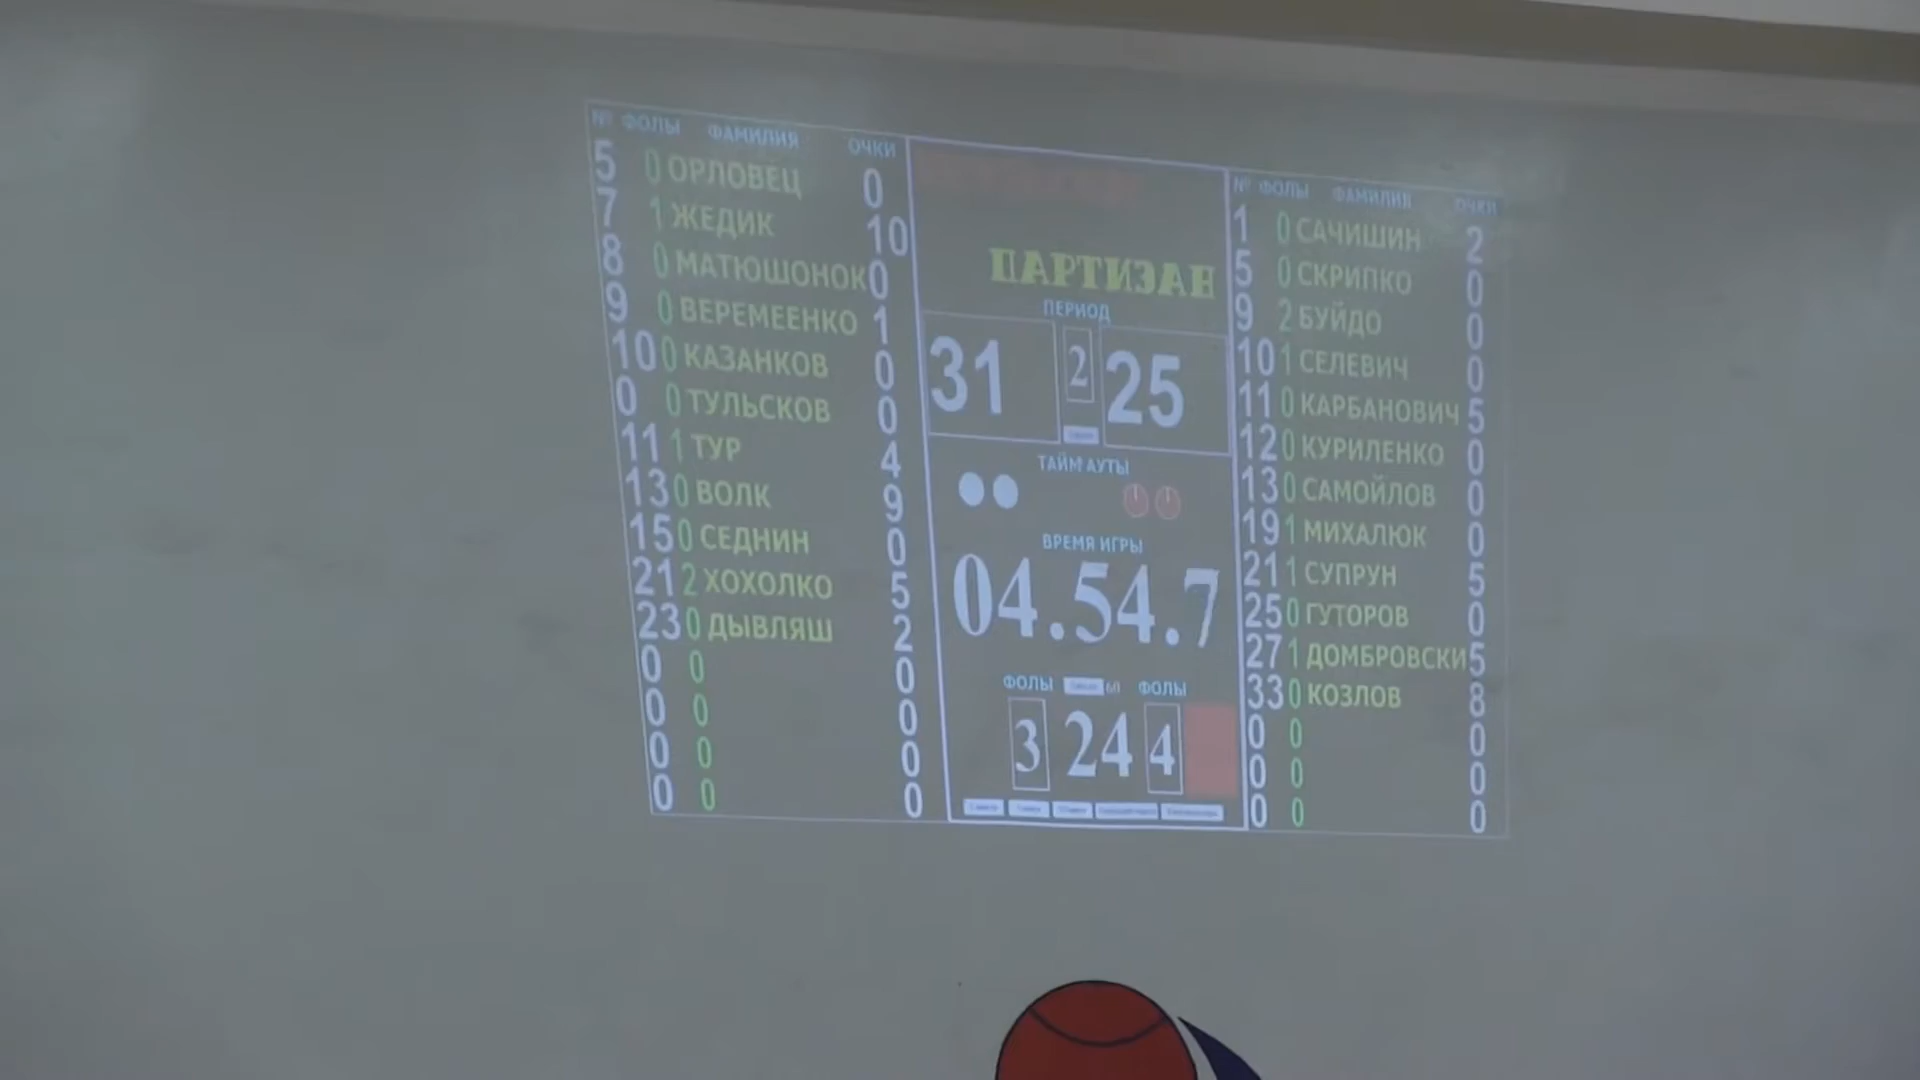 № ФОЛЫ ФАМИЛИЯ ОЧКИ
5 0 ОРЛОВЕЦ 0
7 1 ЖЕДИК 10
8 0 МАТЮШОНОК 0
9 0 ВЕРЕМЕЕНКО 1
10 0 КАЗАНКОВ 0
0 0 ТУЛЬСКОВ 0
11 1 ТУР 4
13 0 ВОЛК 9
15 0 СЕДНИН 0
21 2 ХОХОЛКО 5
23 0 ДЫВЛЯШ 2
0 0 0
0 0 0
0 0 0
0 0 0
ПАРТИЗАН
ПЕРИОД
31 2 25
ТАЙМ АУТЫ
ВРЕМЯ ИГРЫ
04.54.7
ФОЛЫ 60 ФОЛЫ
3 24 4
№ ФОЛЫ ФАМИЛИЯ ОЧКИ
1 0 САЧИШИН 2
5 0 СКРИПКО 0
9 2 БУЙДО 0
10 1 СЕЛЕВИЧ 0
11 0 КАРБАНОВИЧ 5
12 0 КУРИЛЕНКО 0
13 0 САМОЙЛОВ 0
19 1 МИХАЛЮК 0
21 1 СУПРУН 5
25 0 ГУТОРОВ 0
27 1 ДОМБРОВСКИ 5
33 0 КОЗЛОВ 8
0 0 0
0 0 0
0 0 0